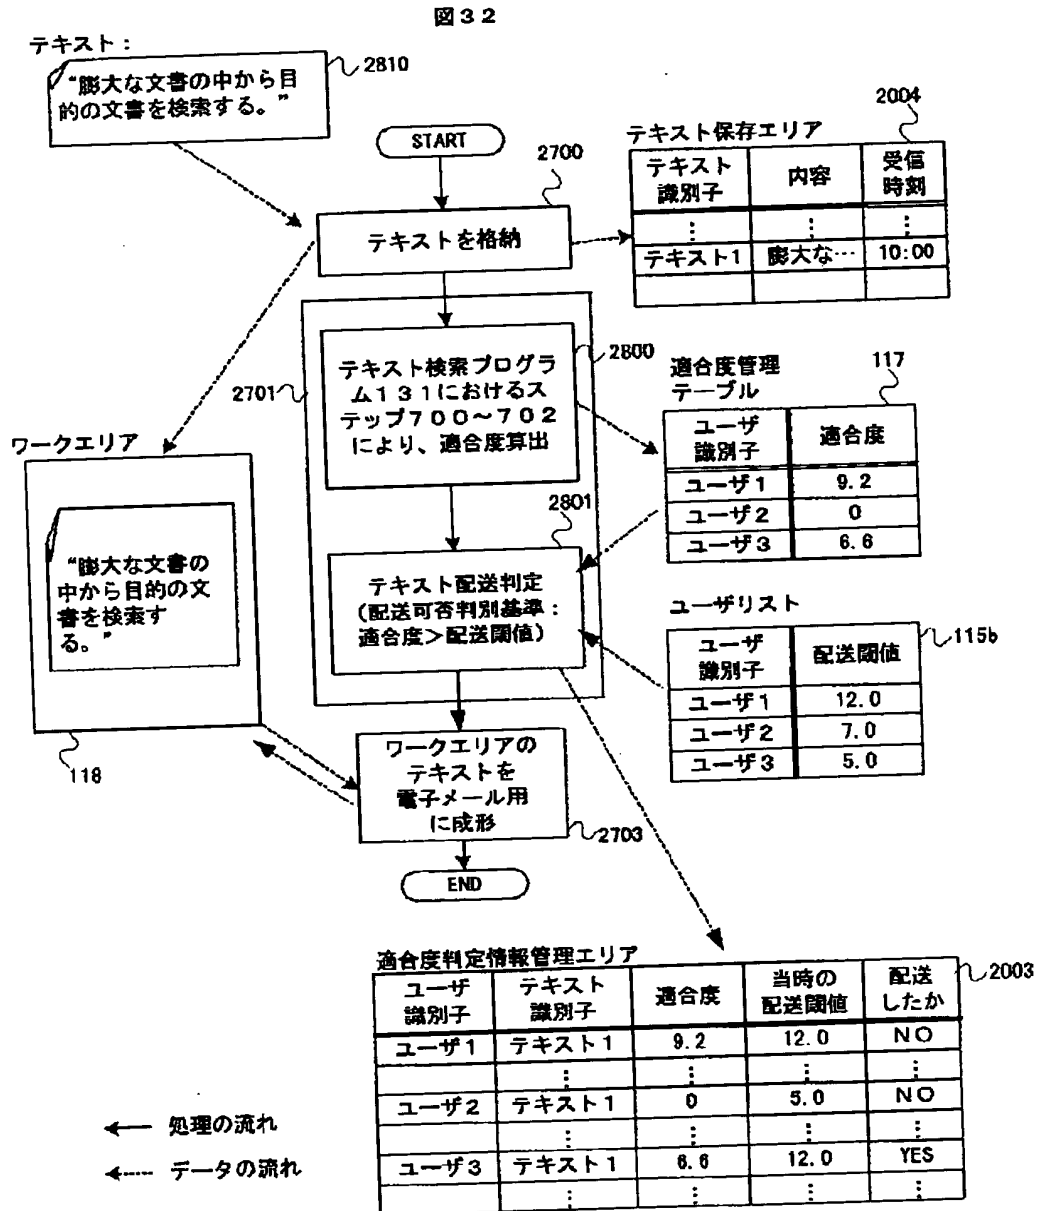 図３２
テキスト：
2810
“膨大な文書の中から目
的の文書を検索する。”
START
2700
テキストを格納
テキスト保存エリア
2004
テキスト
識別子
内容
受信
時刻
⋮
⋮
⋮
テキスト1
膨大な…
10:00
2701
2800
テキスト検索プログラ
ム１３１におけるス
テップ７００～７０２
により、適合度算出
適合度管理
テーブル
117
ユーザ
識別子
適合度
ユーザ1
9.2
ユーザ2
0
ユーザ3
6.6
ワークエリア
“膨大な文書の
中から目的の文
書を検索す
る。”
118
2801
テキスト配送判定
(配送可否判別基準：
適合度＞配送閾値)
ユーザリスト
115b
ユーザ
識別子
配送閾値
ユーザ1
12.0
ユーザ2
7.0
ユーザ3
5.0
ワークエリアの
テキストを
電子メール用
に成形
2703
END
適合度判定情報管理エリア
2003
ユーザ
識別子
テキスト
識別子
適合度
当時の
配送閾値
配送
したか
ユーザ1 テキスト1 9.2 12.0 NO
⋮ ⋮ ⋮ ⋮
ユーザ2 テキスト1 0 5.0 NO
⋮ ⋮ ⋮ ⋮
ユーザ3 テキスト1 6.6 12.0 YES
⋮ ⋮ ⋮ ⋮
処理の流れ
データの流れ